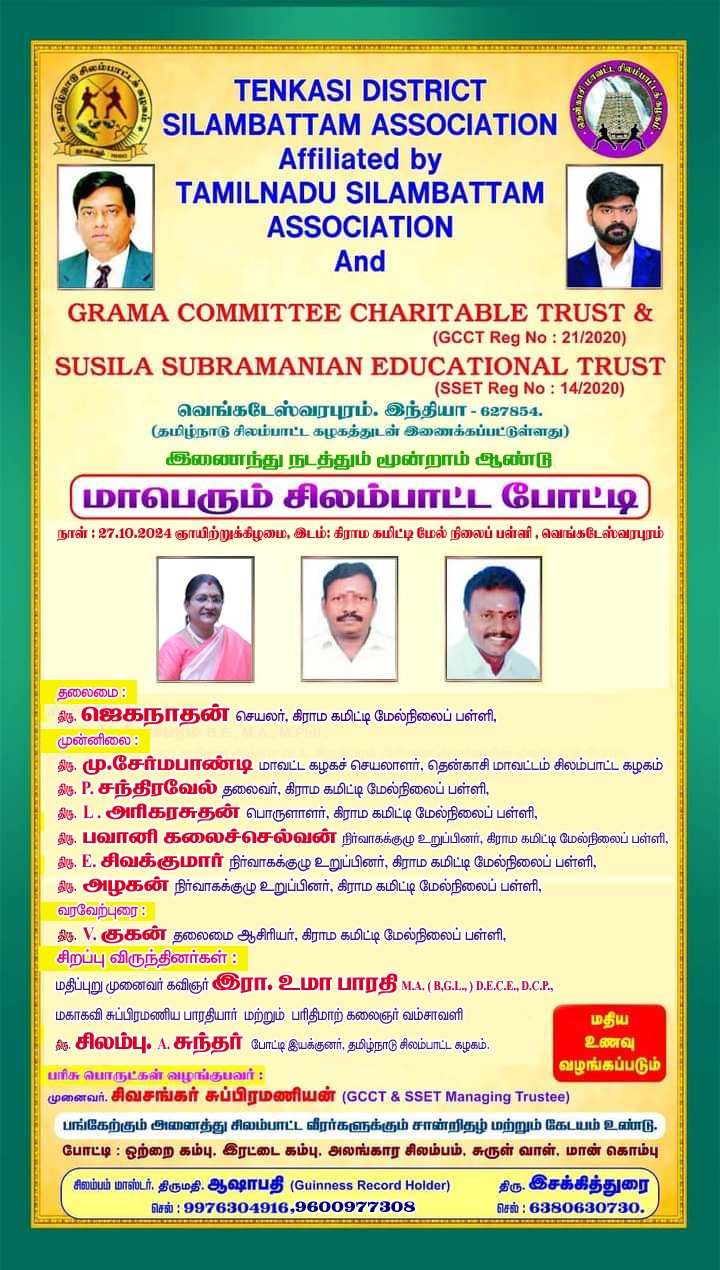 தமிழ்நாடு சிலம்பாட்டக்கழகம்
தென்காசி மாவட்ட சிலம்பாட்டக் கழகம்
TENKASI DISTRICT
SILAMBATTAM ASSOCIATION
Affiliated by
TAMILNADU SILAMBATTAM
ASSOCIATION
And
GRAMA COMMITTEE CHARITABLE TRUST &
(GCCT Reg No : 21/2020)
SUSILA SUBRAMANIAN EDUCATIONAL TRUST
(SSET Reg No : 14/2020)
வெங்கடேஸ்வரபுரம். இந்தியா - 627854.
(தமிழ்நாடு சிலம்பாட்ட கழகத்துடன் இணைக்கப்பட்டுள்ளது)
இணைந்து நடத்தும் மூன்றாம் ஆண்டு
மாபெரும் சிலம்பாட்ட போட்டி
நாள் : 27.10.2024 ஞாயிற்றுக்கிழமை, இடம்: கிராம கமிட்டி மேல் நிலைப் பள்ளி , வெங்கடேஸ்வரபுரம்
தலைமை :
திரு. ஜெகநாதன் செயலர், கிராம கமிட்டி மேல்நிலைப் பள்ளி,
முன்னிலை :
திரு. மு.சேர்மபாண்டி மாவட்ட கழகச் செயலாளர், தென்காசி மாவட்டம் சிலம்பாட்ட கழகம்
திரு. P. சந்திரவேல் தலைவர், கிராம கமிட்டி மேல்நிலைப் பள்ளி,
திரு. L . அரிகரசுதன் பொருளாளர், கிராம கமிட்டி மேல்நிலைப் பள்ளி,
திரு. பவானி கலைச்செல்வன் நிர்வாகக்குழு உறுப்பினர், கிராம கமிட்டி மேல்நிலைப் பள்ளி,
திரு. E. சிவக்குமார் நிர்வாகக்குழு உறுப்பினர், கிராம கமிட்டி மேல்நிலைப் பள்ளி,
திரு. அழகன் நிர்வாகக்குழு உறுப்பினர், கிராம கமிட்டி மேல்நிலைப் பள்ளி,
வரவேற்புரை :
திரு. V. குகன் தலைமை ஆசிரியர், கிராம கமிட்டி மேல்நிலைப் பள்ளி,
சிறப்பு விருந்தினர்கள் :
மதிப்புறு முனைவர் கவிஞர் இரா. உமா பாரதி M.A. ( B,G.L., ) D.E.C.E., D.C.P.,
மகாகவி சுப்பிரமணிய பாரதியார் மற்றும் பரிதிமாற் கலைஞர் வம்சாவளி
திரு. சிலம்பு. A. சுந்தர் போட்டி இயக்குனர், தமிழ்நாடு சிலம்பாட்ட கழகம்.
மதிய
உணவு
வழங்கப்படும்
பரிசு பொருட்கள் வழங்குபவர் :
முனைவர். சிவசங்கர் சுப்பிரமணியன் (GCCT & SSET Managing Trustee)
பங்கேற்கும் அனைத்து சிலம்பாட்ட வீரர்களுக்கும் சான்றிதழ் மற்றும் கேடயம் உண்டு.
போட்டி : ஒற்றை கம்பு. இரட்டை கம்பு. அலங்கார சிலம்பம். சுருள் வாள். மான் கொம்பு
சிலம்பம் மாஸ்டர். திருமதி. ஆஷாபதி (Guinness Record Holder)
செல் : 9976304916,9600977308
திரு. இசக்கித்துரை
செல் : 6380630730.